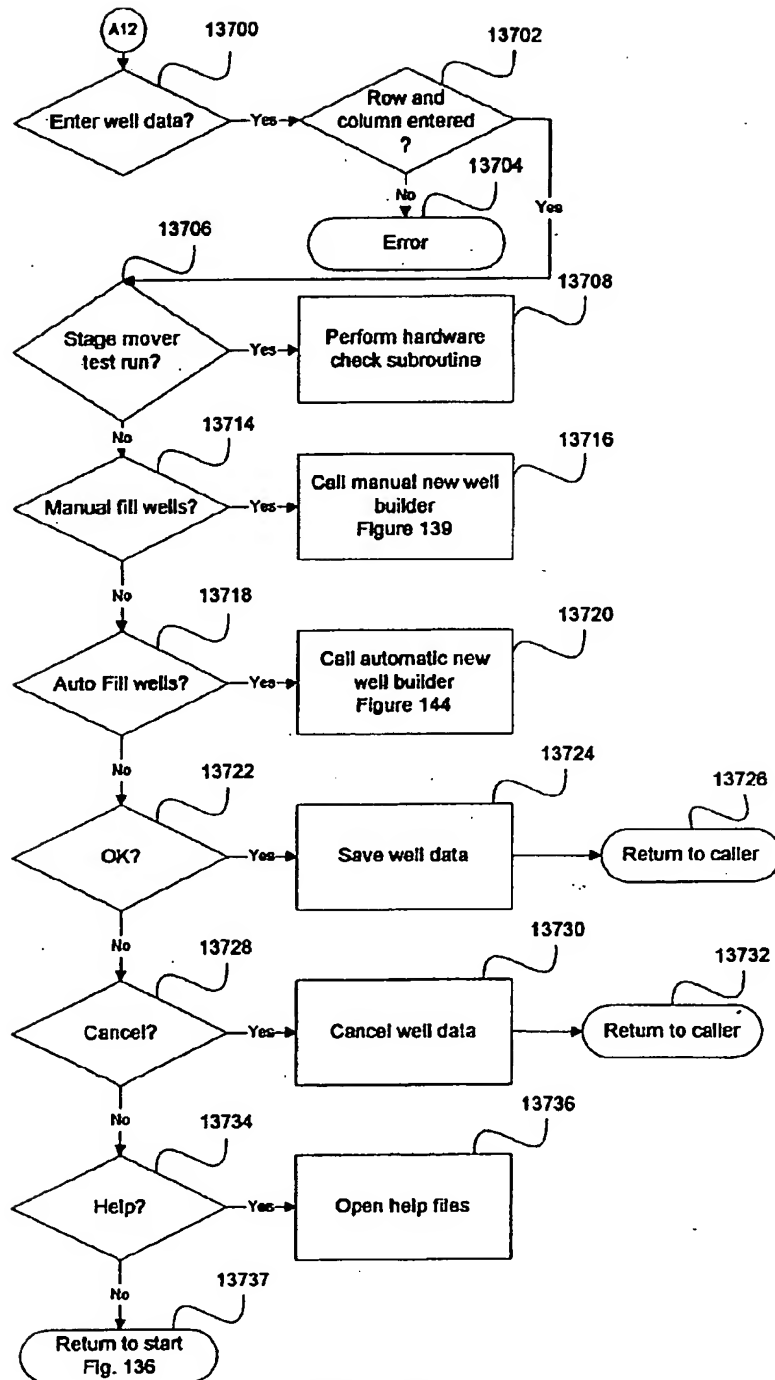 A12
13700
13702
Enter well data?
Yes
Row and
column entered
?
No
13704
Yes
Error
13706
13708
Stage mover
test run?
Yes
Perform hardware
check subroutine
No
13714
13716
Manual fill wells?
Yes
Call manual new well
builder
Figure 139
No
13718
13720
Auto Fill wells?
Yes
Call automatic new
well builder
Figure 144
No
13722
13724
13726
OK?
Yes
Save well data
Return to caller
No
13728
13730
13732
Cancel?
Yes
Cancel well data
Return to caller
No
13734
13736
Help?
Yes
Open help files
No
13737
Return to start
Fig. 136